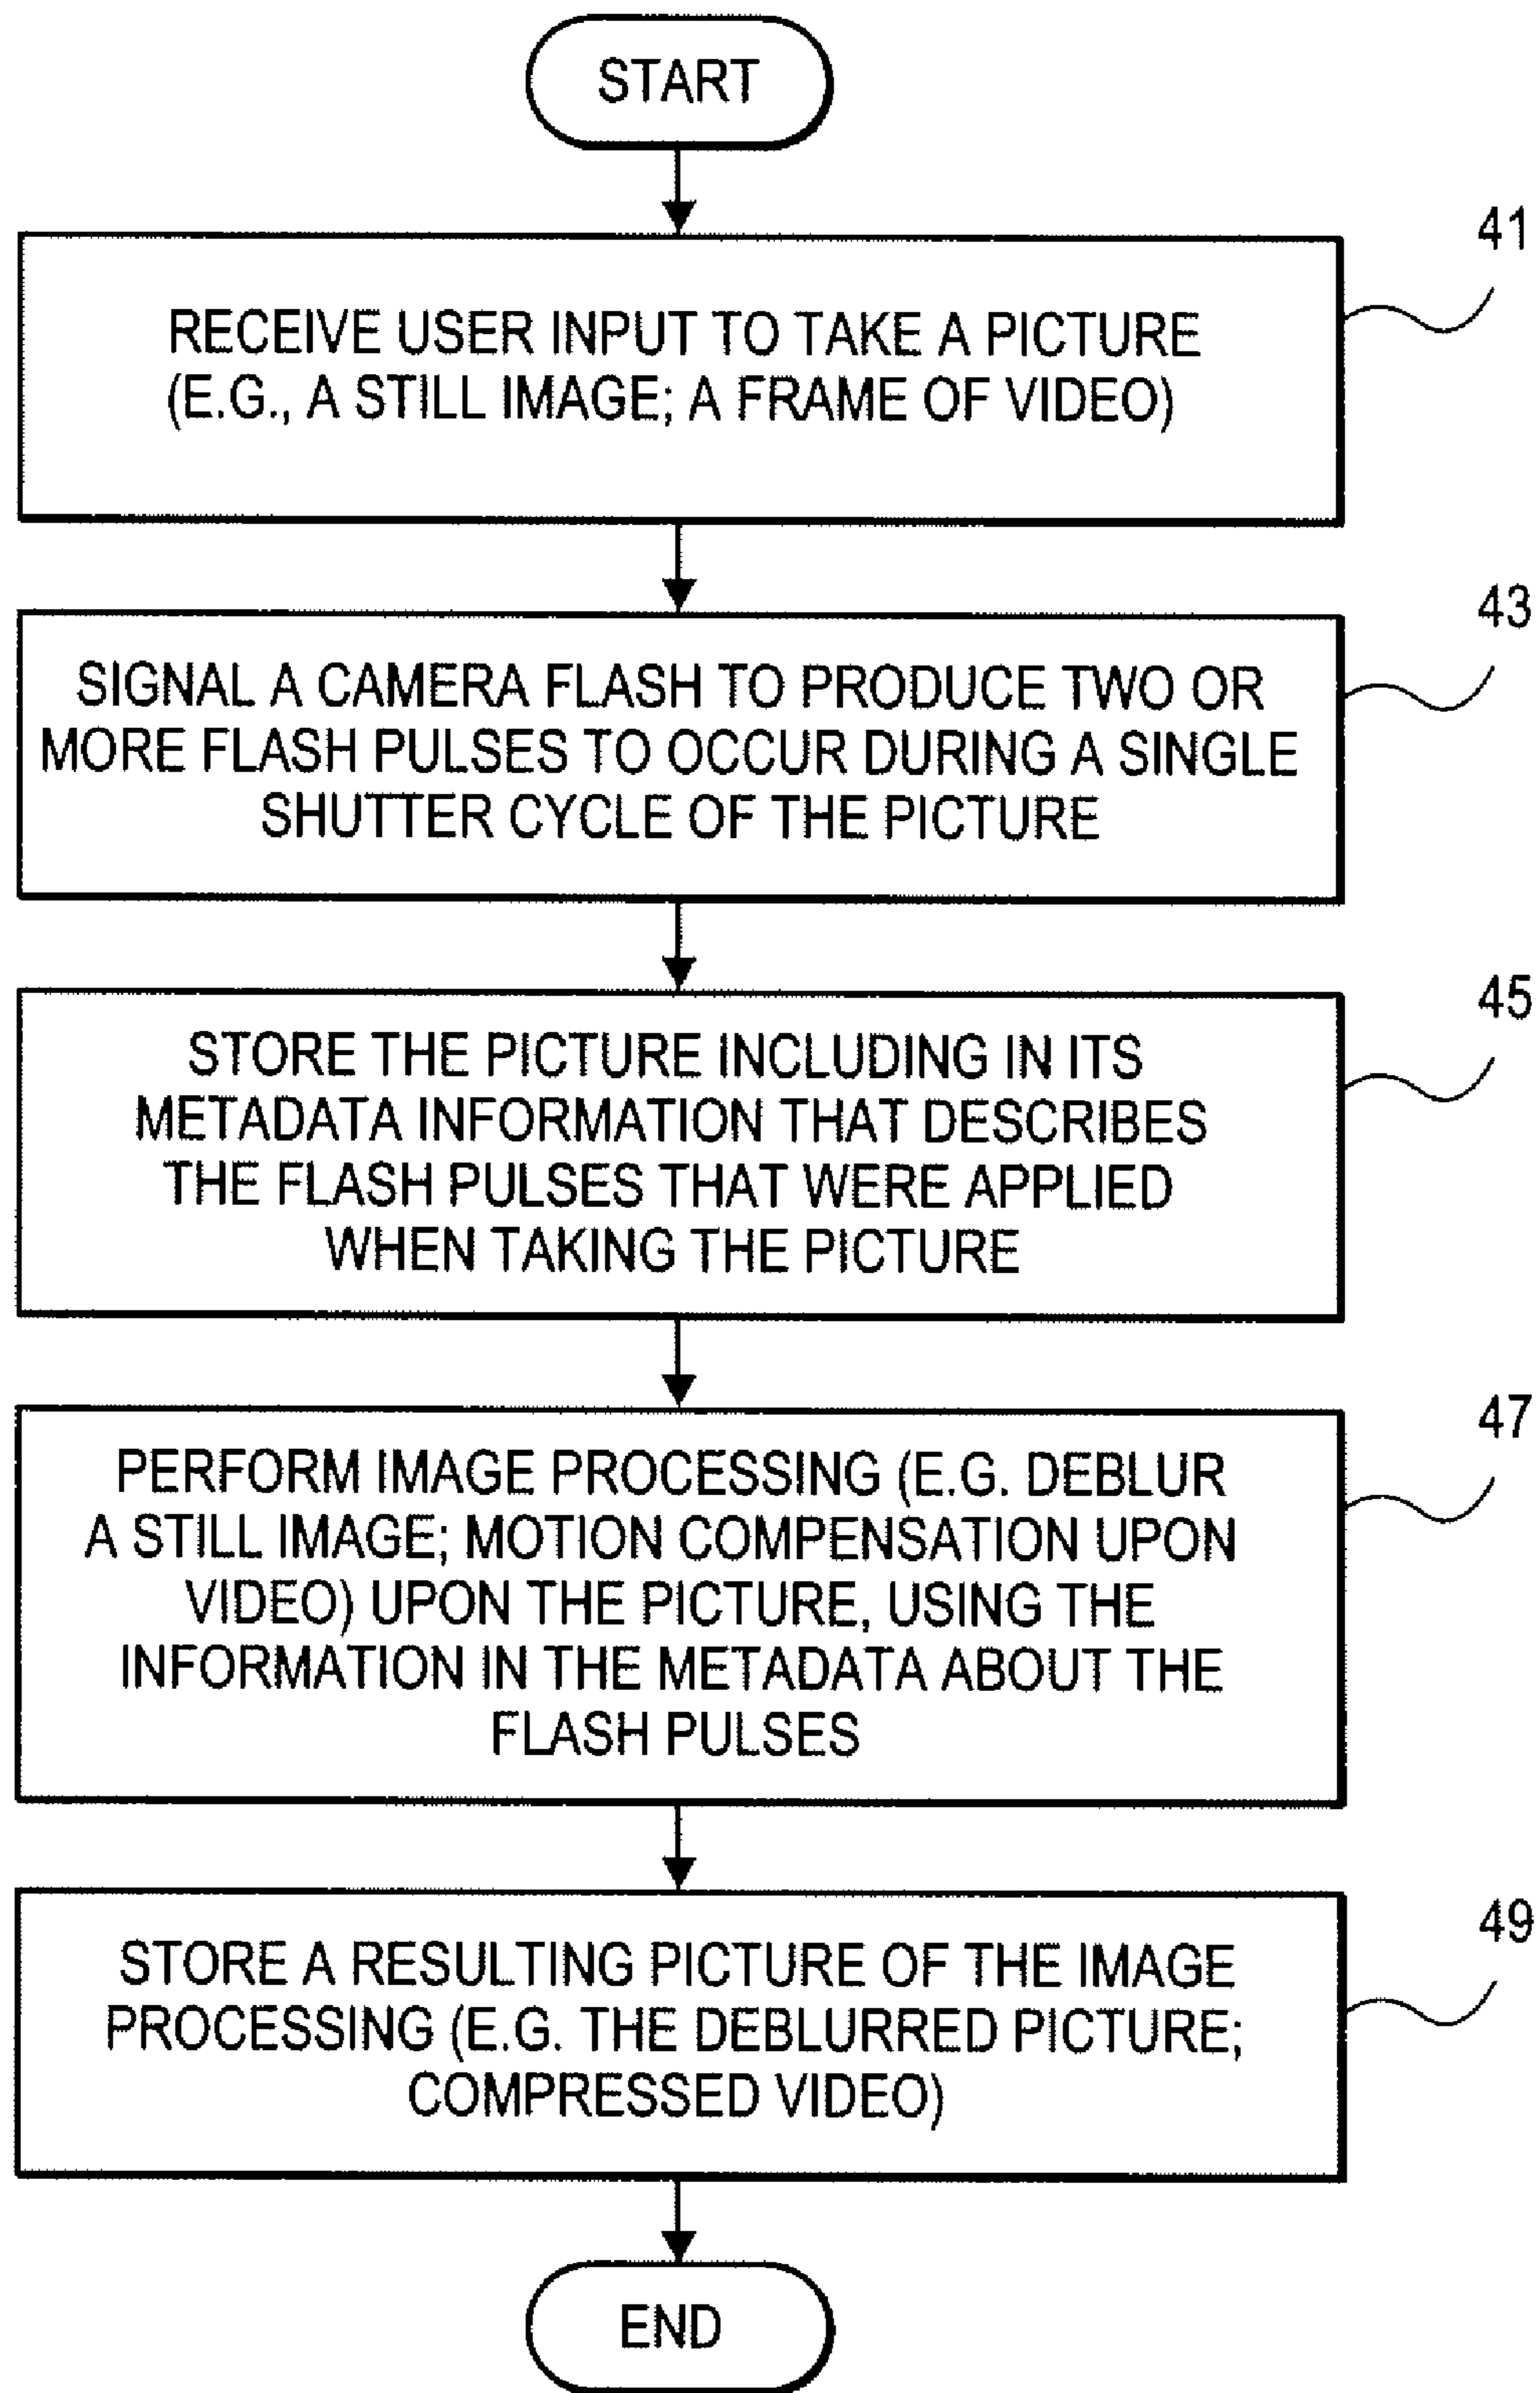 START
41
RECEIVE USER INPUT TO TAKE A PICTURE
(E.G., A STILL IMAGE; A FRAME OF VIDEO)
43
SIGNAL A CAMERA FLASH TO PRODUCE TWO OR
MORE FLASH PULSES TO OCCUR DURING A SINGLE
SHUTTER CYCLE OF THE PICTURE
45
STORE THE PICTURE INCLUDING IN ITS
METADATA INFORMATION THAT DESCRIBES
THE FLASH PULSES THAT WERE APPLIED
WHEN TAKING THE PICTURE
47
PERFORM IMAGE PROCESSING (E.G. DEBLUR
A STILL IMAGE; MOTION COMPENSATION UPON
VIDEO) UPON THE PICTURE, USING THE
INFORMATION IN THE METADATA ABOUT THE
FLASH PULSES
49
STORE A RESULTING PICTURE OF THE IMAGE
PROCESSING (E.G. THE DEBLURRED PICTURE;
COMPRESSED VIDEO)
END